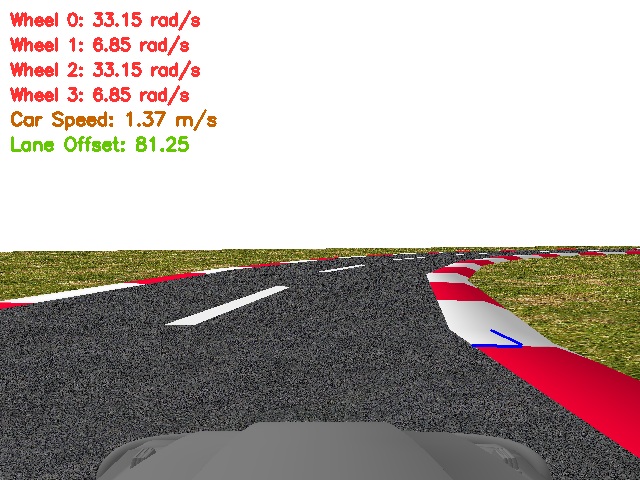 Wheel 0: 33.15 rad/s
Wheel 1: 6.85 rad/s
Wheel 2: 33.15 rad/s
Wheel 3: 6.85 rad/s
Car Speed: 1.37 m/s
Lane Offset: 81.25